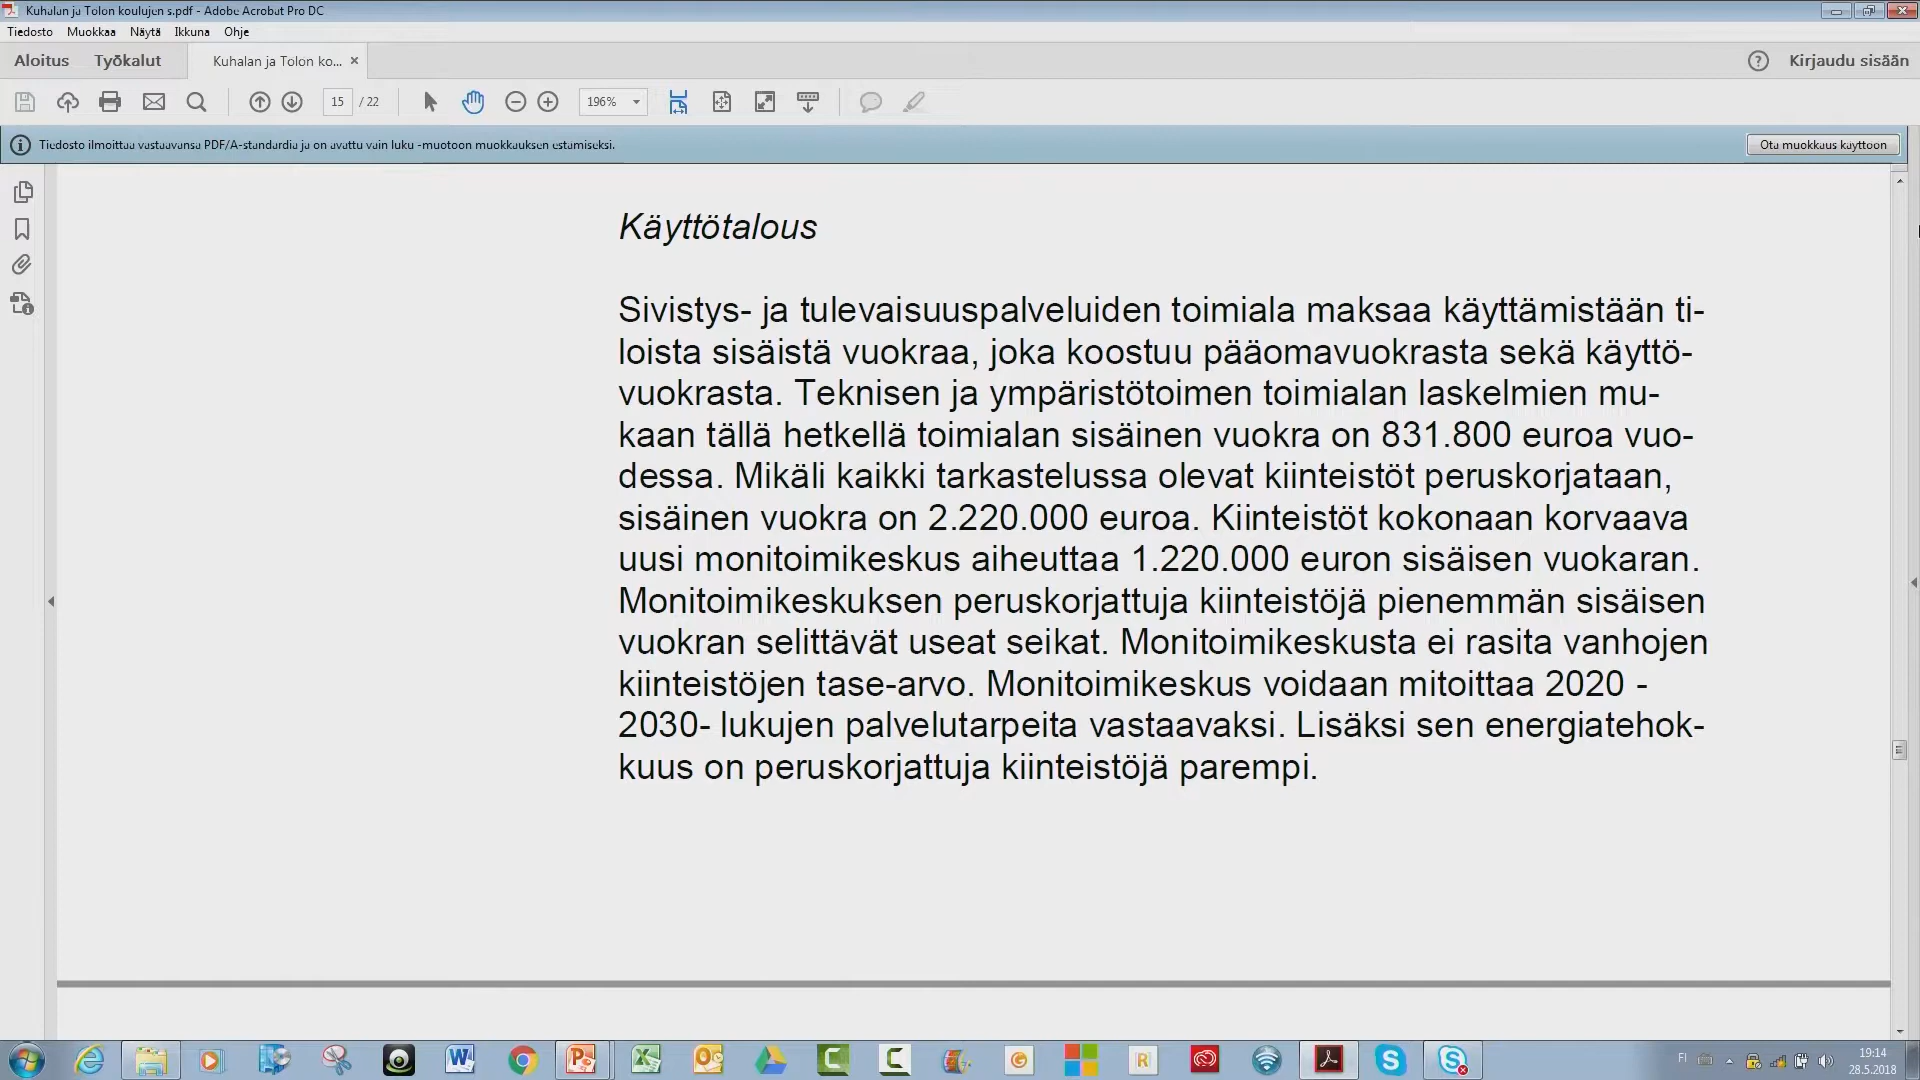 Kuhalan ja Tolon koulujen s.pdf - Adobe Acrobat Pro DC
Tiedosto Muokkaa Näytä Ikkuna Ohje
Aloitus Työkalut Kuhalan ja Tolon ko... Kirjaudu sisään
15 / 22 196%
Tiedosto ilmoittaa vastaavansa PDF/A-standardia ja on avattu vain luku -muotoon muokkauksen estämiseksi. Ota muokkaus käyttöön
Käyttötalous
Sivistys- ja tulevaisuuspalveluiden toimiala maksaa käyttämistään ti-
loista sisäistä vuokraa, joka koostuu pääomavuokrasta sekä käyttö-
vuokrasta. Teknisen ja ympäristötoimen toimialan laskelmien mu-
kaan tällä hetkellä toimialan sisäinen vuokra on 831.800 euroa vuo-
dessa. Mikäli kaikki tarkastelussa olevat kiinteistöt peruskorjataan,
sisäinen vuokra on 2.220.000 euroa. Kiinteistöt kokonaan korvaava
uusi monitoimikeskus aiheuttaa 1.220.000 euron sisäisen vuokaran.
Monitoimikeskuksen peruskorjattuja kiinteistöjä pienemmän sisäisen
vuokran selittävät useat seikat. Monitoimikeskusta ei rasita vanhojen
kiinteistöjen tase-arvo. Monitoimikeskus voidaan mitoittaa 2020 -
2030- lukujen palvelutarpeita vastaavaksi. Lisäksi sen energiatehok-
kuus on peruskorjattuja kiinteistöjä parempi.
FI 19:14
28.5.2018